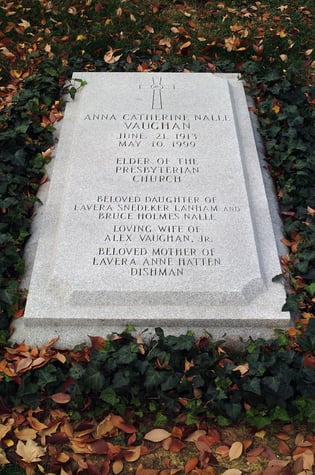 ANNA CATHERINE NALLE
VAUGHAN
JUNE 21, 1913
MAY 10, 1999
ELDER OF THE
PRESBYTERIAN
CHURCH
BELOVED DAUGHTER OF
LAVERA SNEDEKER LANHAM AND
BRUCE HOLMES NALLE
LOVING WIFE OF
ALEX VAUGHAN, JR.
BELOVED MOTHER OF
LAVERA ANNE HATTEN
DISHMAN